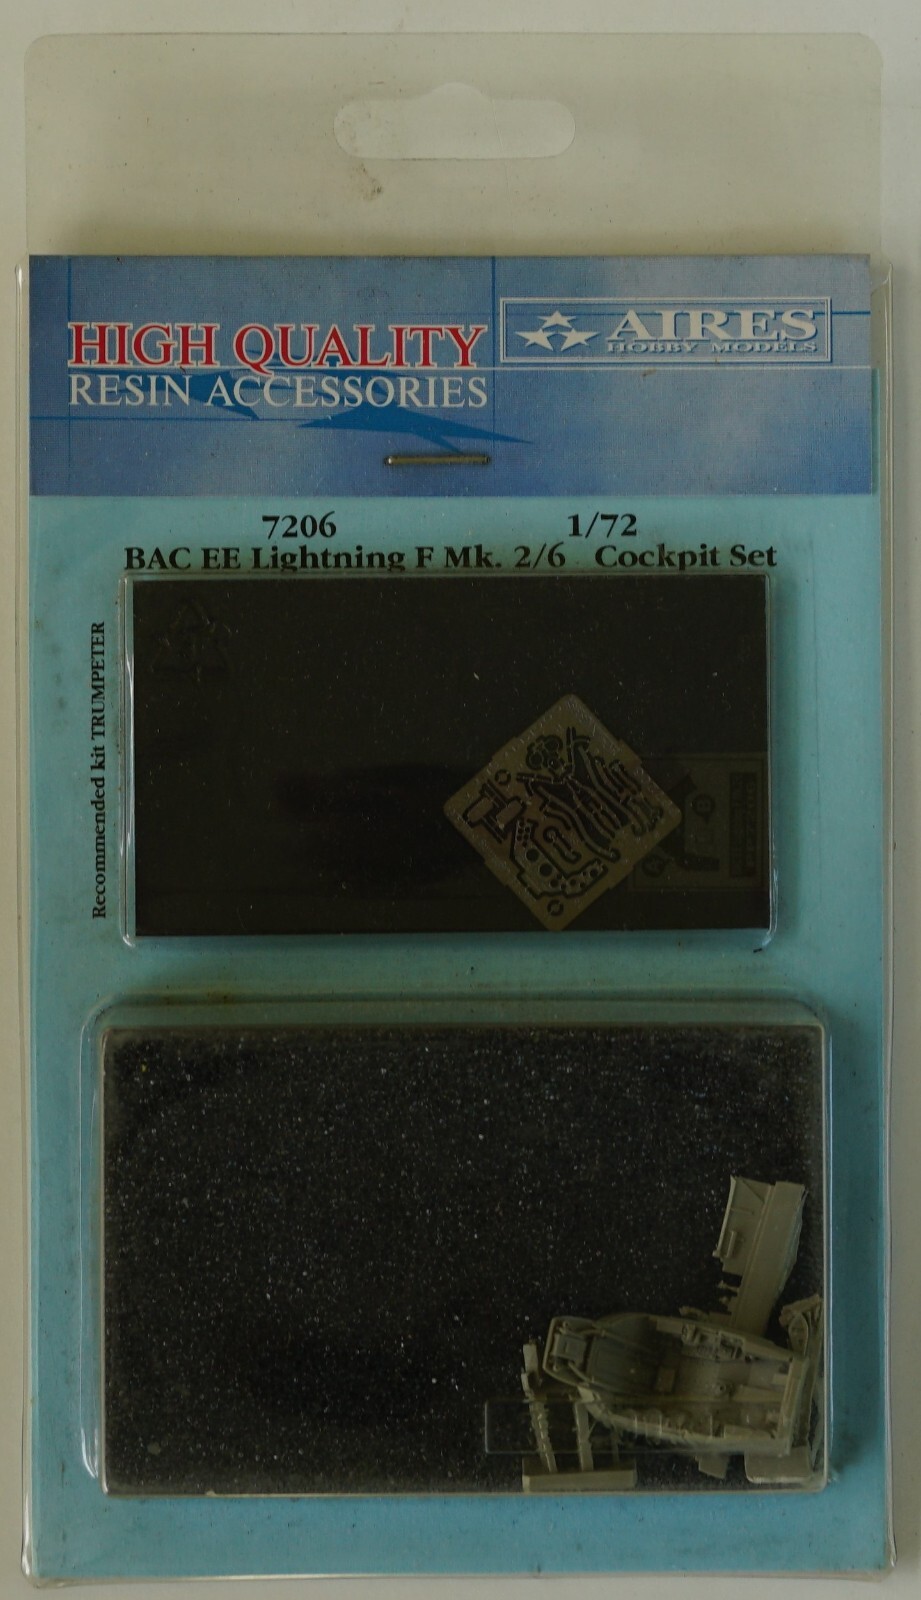 HIGH QUALITY
RESIN ACCESSORIES
AIRES
HOBBY MODELS
7206 1/72
BAC EE Lightning F Mk. 2/6 Cockpit Set
Recommended kit TRUMPETER